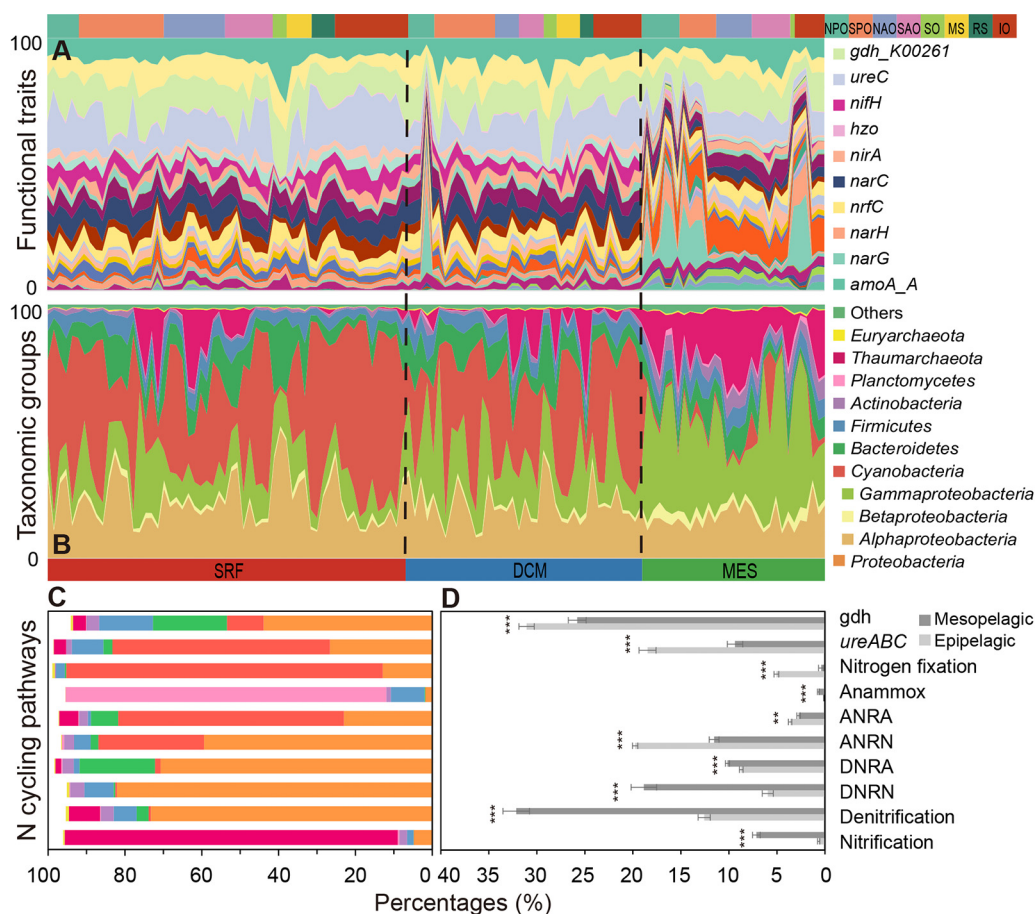 NPO SPO NAO SAO SO MS RS IO
100
A
Functional traits
0
gdh_K00261
ureC
nifH
hzo
nirA
narC
nrfC
narH
narG
amoA_A
100
Taxonomic groups
B
0
Others
Euryarchaeota
Thaumarchaeota
Planctomycetes
Actinobacteria
Firmicutes
Bacteroidetes
Cyanobacteria
Gammaproteobacteria
Betaproteobacteria
Alphaproteobacteria
Proteobacteria
SRF DCM MES
C
N cycling pathways
100 80 60 40 20 0
D
*** gdh
*** ureABC
*** Nitrogen fixation
*** Anammox
** ANRA
*** ANRN
*** DNRA
*** DNRN
*** Denitrification
*** Nitrification
Mesopelagic
Epipelagic
40 35 30 25 20 15 10 5 0
Percentages (%)